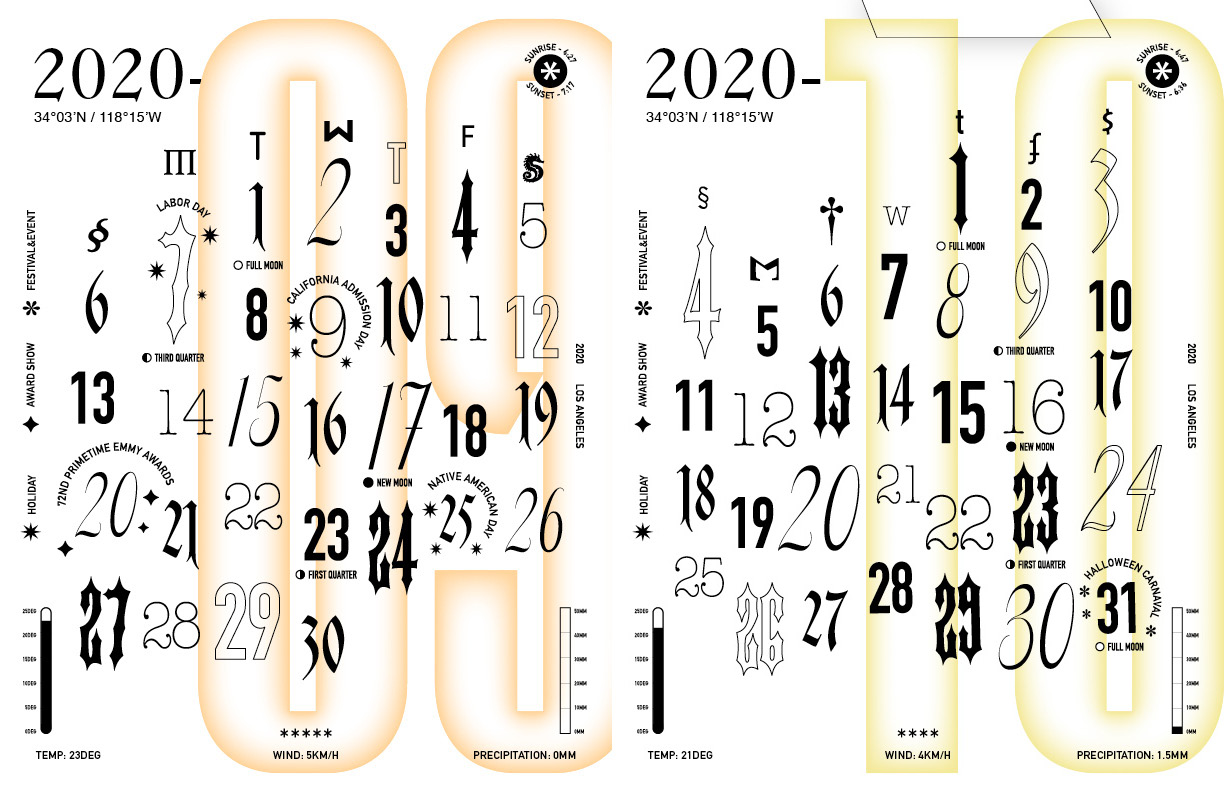 2020-09
34°03'N / 118°15'W
SUNRISE - 6:27
SUNSET - 7:17
§ M T W T F $
LABOR DAY
1 2 3 4 5
FULL MOON
CALIFORNIA ADMISSION DAY
6 7 8 9 10 11 12
THIRD QUARTER
13 14 15 16 17 18 19
NEW MOON
72ND PRIMETIME EMMY AWARDS
NATIVE AMERICAN DAY
20 21 22 23 24 25 26
FIRST QUARTER
27 28 29 30
FESTIVAL&EVENT
AWARD SHOW
HOLIDAY
2020 LOS ANGELES
25DEG
20DEG
15DEG
10DEG
5DEG
0DEG
50MM
40MM
30MM
20MM
10MM
0MM
TEMP: 23DEG
*****
WIND: 5KM/H
PRECIPITATION: 0MM
2020-10
34°03'N / 118°15'W
SUNRISE - 6:47
SUNSET - 6:36
§ M † W t f $
1 2 3
FULL MOON
4 5 6 7 8 9 10
THIRD QUARTER
11 12 13 14 15 16 17
NEW MOON
18 19 20 21 22 23 24
FIRST QUARTER
HALLOWEEN CARNAVAL
25 26 27 28 29 30 31
FULL MOON
FESTIVAL&EVENT
AWARD SHOW
HOLIDAY
2020 LOS ANGELES
25DEG
20DEG
15DEG
10DEG
5DEG
0DEG
50MM
40MM
30MM
20MM
10MM
0MM
TEMP: 21DEG
****
WIND: 4KM/H
PRECIPITATION: 1.5MM